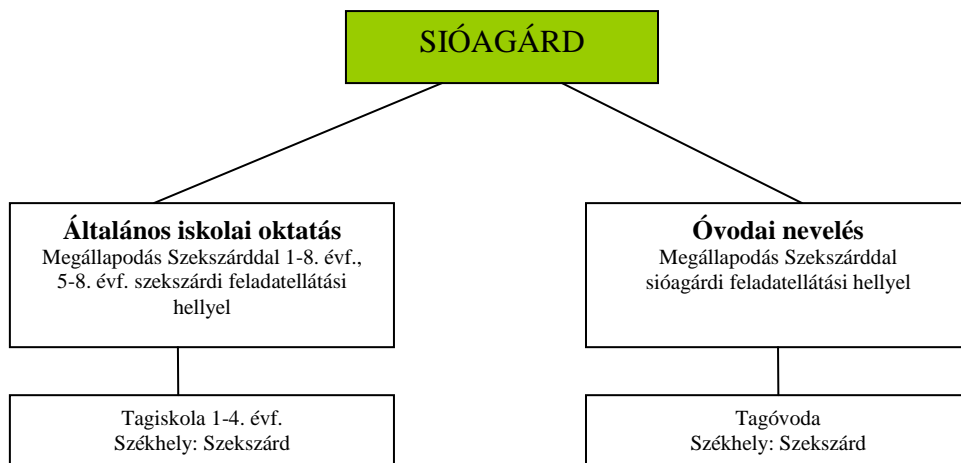 SIÓAGÁRD
Általános iskolai oktatás
Megállapodás Szekszárddal 1-8. évf.,
5-8. évf. szekszárdi feladatellátási
hellyel
Óvodai nevelés
Megállapodás Szekszárddal
sióagárdi feladatellátási hellyel
Tagiskola 1-4. évf.
Székhely: Szekszárd
Tagóvoda
Székhely: Szekszárd